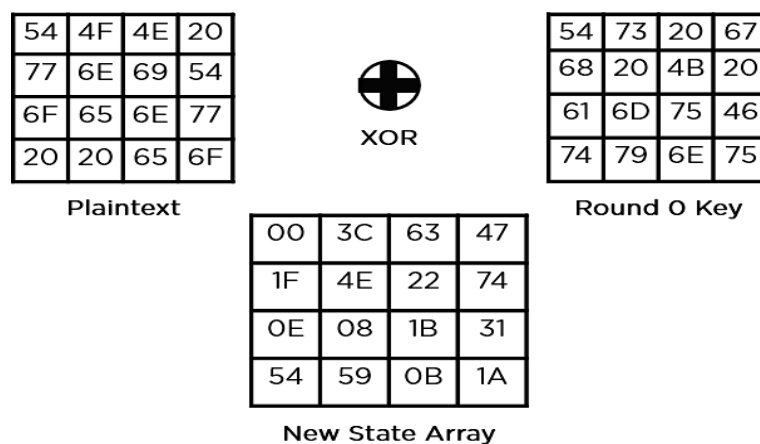 54 4F 4E 20
77 6E 69 54
6F 65 6E 77
20 20 65 6F
Plaintext
XOR
54 73 20 67
68 20 4B 20
61 6D 75 46
74 79 6E 75
Round 0 Key
00 3C 63 47
1F 4E 22 74
0E 08 1B 31
54 59 0B 1A
New State Array